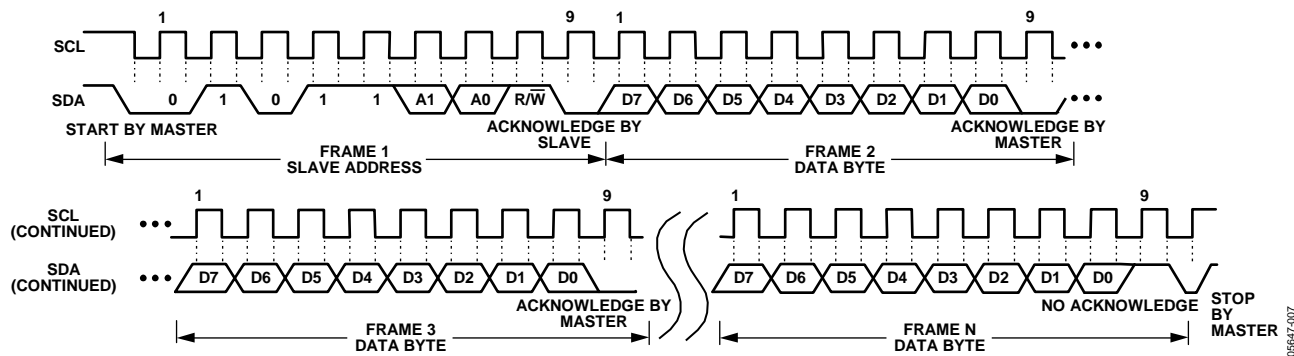 1 9 1 9
SCL
SDA 0 1 0 1 1 A1 A0 R/W̅ D7 D6 D5 D4 D3 D2 D1 D0
START BY MASTER
ACKNOWLEDGE BY
SLAVE
ACKNOWLEDGE BY
MASTER
FRAME 1
SLAVE ADDRESS
FRAME 2
DATA BYTE
1 9 1 9
SCL
(CONTINUED)
SDA
(CONTINUED)
D7 D6 D5 D4 D3 D2 D1 D0
D7 D6 D5 D4 D3 D2 D1 D0
ACKNOWLEDGE BY
MASTER
NO ACKNOWLEDGE
STOP
BY
MASTER
FRAME 3
DATA BYTE
FRAME N
DATA BYTE
05647-007